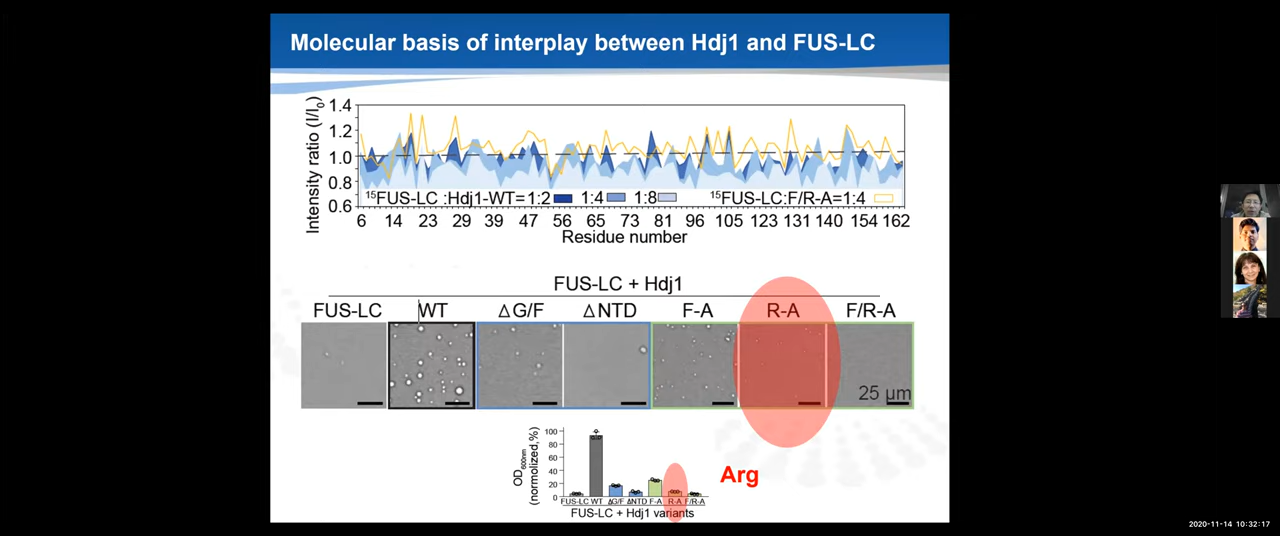 Molecular basis of interplay between Hdj1 and FUS-LC
Intensity ratio (I/I0)
1.4
1.2
1.0
0.8
0.6
15FUS-LC :Hdj1-WT= 1:2 1:4 1:8 15FUS-LC:F/R-A=1:4
6 14 23 29 39 47 56 65 73 81 96 105 123 131 140 154 162
Residue number
FUS-LC + Hdj1
FUS-LC WT ΔG/F ΔNTD F-A R-A F/R-A
25 μm
OD600nm
(normolized,%)
100
80
60
40
20
0
FUS-LC WT ΔG/F ΔNTD F-A R-A F/R-A
FUS-LC + Hdj1 variants
Arg
2020-11-14 10:32:17